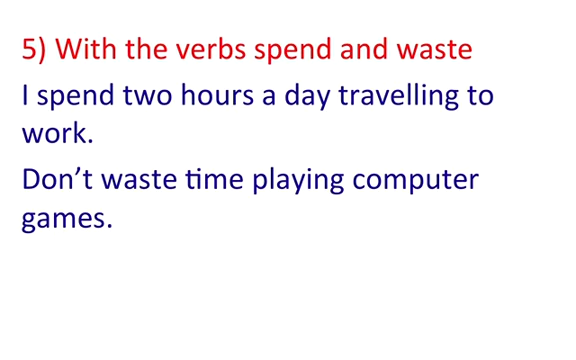 5) With the verbs spend and waste
I spend two hours a day travelling to
work.
Don’t waste time playing computer
games.